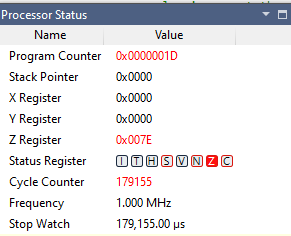 Processor Status
Name Value
Program Counter 0x0000001D
Stack Pointer 0x0000
X Register 0x0000
Y Register 0x0000
Z Register 0x007E
Status Register I T H S V N Z C
Cycle Counter 179155
Frequency 1.000 MHz
Stop Watch 179,155.00 µs